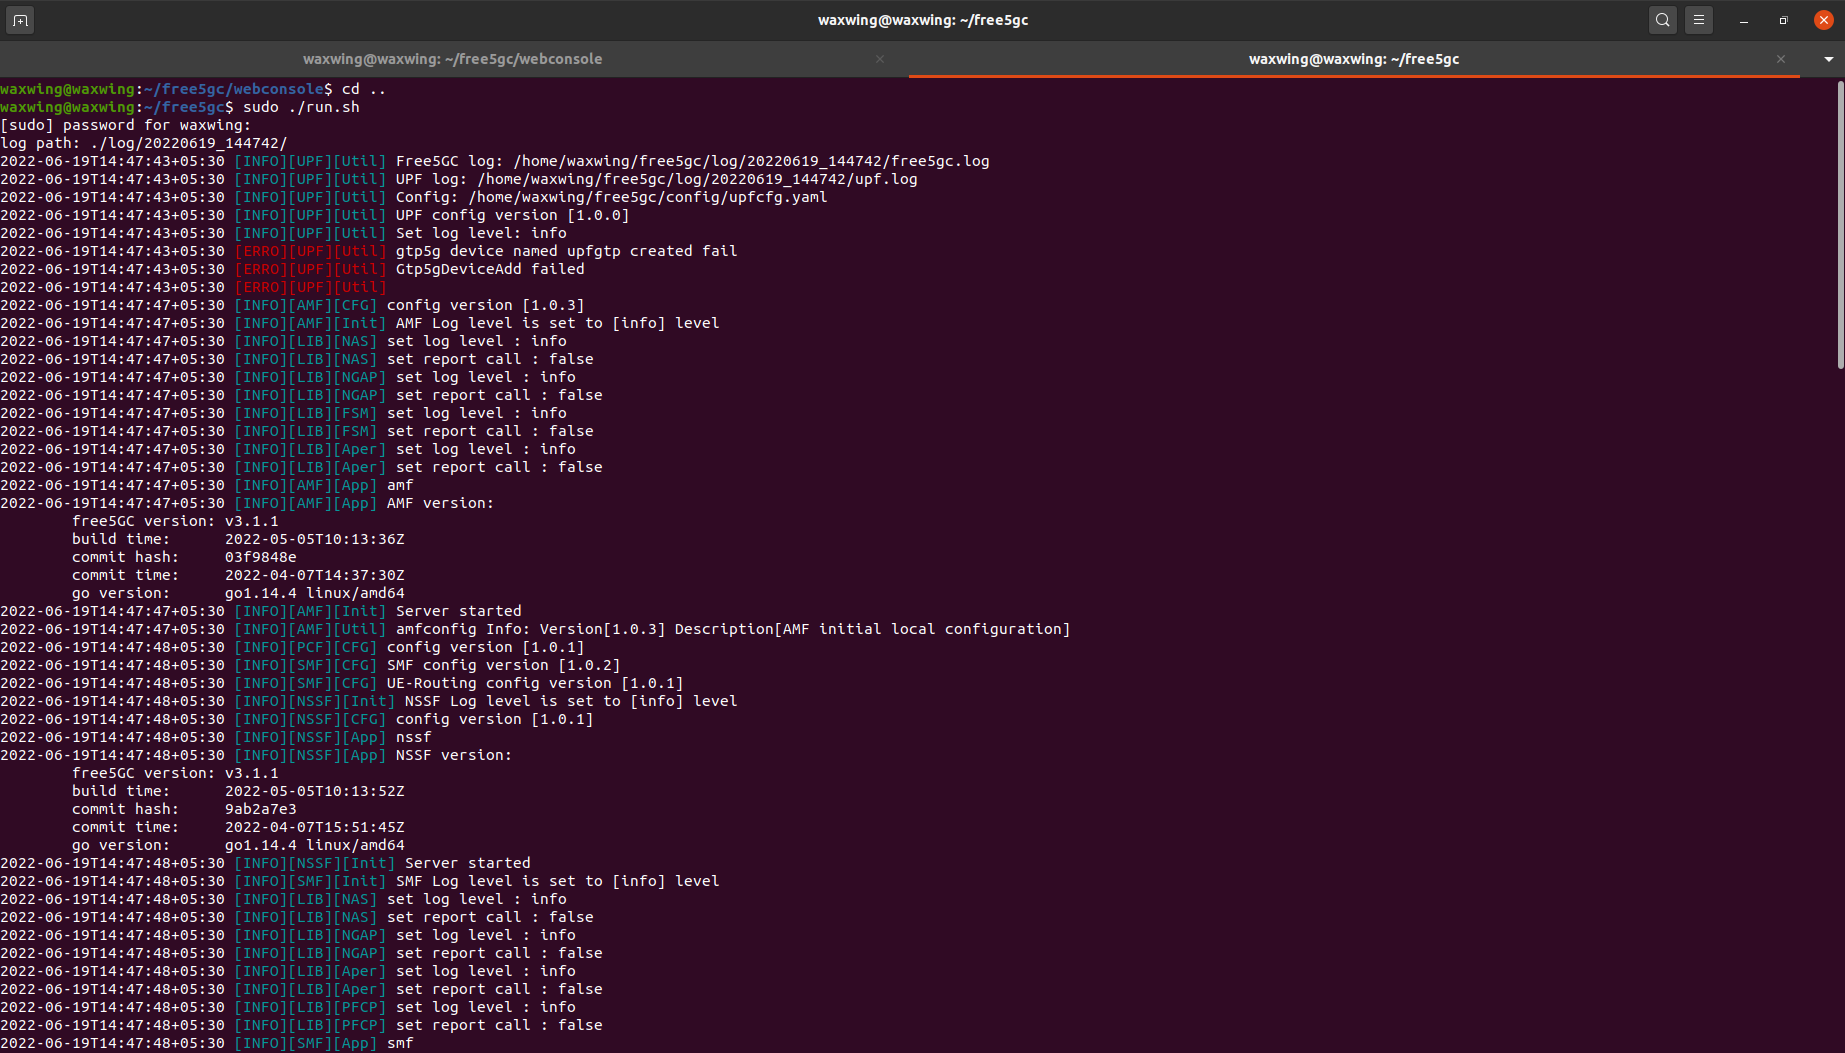 waxwing@waxwing: ~/free5gc
waxwing@waxwing: ~/free5gc/webconsole
waxwing@waxwing: ~/free5gc
waxwing@waxwing:~/free5gc/webconsole$ cd ..
waxwing@waxwing:~/free5gc$ sudo ./run.sh
[sudo] password for waxwing:
log path: ./log/20220619_144742/
2022-06-19T14:47:43+05:30 [INFO][UPF][Util] Free5GC log: /home/waxwing/free5gc/log/20220619_144742/free5gc.log
2022-06-19T14:47:43+05:30 [INFO][UPF][Util] UPF log: /home/waxwing/free5gc/log/20220619_144742/upf.log
2022-06-19T14:47:43+05:30 [INFO][UPF][Util] Config: /home/waxwing/free5gc/config/upfcfg.yaml
2022-06-19T14:47:43+05:30 [INFO][UPF][Util] UPF config version [1.0.0]
2022-06-19T14:47:43+05:30 [INFO][UPF][Util] Set log level: info
2022-06-19T14:47:43+05:30 [ERRO][UPF][Util] gtp5g device named upfgtp created fail
2022-06-19T14:47:43+05:30 [ERRO][UPF][Util] Gtp5gDeviceAdd failed
2022-06-19T14:47:43+05:30 [ERRO][UPF][Util]
2022-06-19T14:47:47+05:30 [INFO][AMF][CFG] config version [1.0.3]
2022-06-19T14:47:47+05:30 [INFO][AMF][Init] AMF Log level is set to [info] level
2022-06-19T14:47:47+05:30 [INFO][LIB][NAS] set log level : info
2022-06-19T14:47:47+05:30 [INFO][LIB][NAS] set report call : false
2022-06-19T14:47:47+05:30 [INFO][LIB][NGAP] set log level : info
2022-06-19T14:47:47+05:30 [INFO][LIB][NGAP] set report call : false
2022-06-19T14:47:47+05:30 [INFO][LIB][FSM] set log level : info
2022-06-19T14:47:47+05:30 [INFO][LIB][FSM] set report call : false
2022-06-19T14:47:47+05:30 [INFO][LIB][Aper] set log level : info
2022-06-19T14:47:47+05:30 [INFO][LIB][Aper] set report call : false
2022-06-19T14:47:47+05:30 [INFO][AMF][App] amf
2022-06-19T14:47:47+05:30 [INFO][AMF][App] AMF version:
free5GC version: v3.1.1
build time: 2022-05-05T10:13:36Z
commit hash: 03f9848e
commit time: 2022-04-07T14:37:30Z
go version: go1.14.4 linux/amd64
2022-06-19T14:47:47+05:30 [INFO][AMF][Init] Server started
2022-06-19T14:47:47+05:30 [INFO][AMF][Util] amfconfig Info: Version[1.0.3] Description[AMF initial local configuration]
2022-06-19T14:47:48+05:30 [INFO][PCF][CFG] config version [1.0.1]
2022-06-19T14:47:48+05:30 [INFO][SMF][CFG] SMF config version [1.0.2]
2022-06-19T14:47:48+05:30 [INFO][SMF][CFG] UE-Routing config version [1.0.1]
2022-06-19T14:47:48+05:30 [INFO][NSSF][Init] NSSF Log level is set to [info] level
2022-06-19T14:47:48+05:30 [INFO][NSSF][CFG] config version [1.0.1]
2022-06-19T14:47:48+05:30 [INFO][NSSF][App] nssf
2022-06-19T14:47:48+05:30 [INFO][NSSF][App] NSSF version:
free5GC version: v3.1.1
build time: 2022-05-05T10:13:52Z
commit hash: 9ab2a7e3
commit time: 2022-04-07T15:51:45Z
go version: go1.14.4 linux/amd64
2022-06-19T14:47:48+05:30 [INFO][NSSF][Init] Server started
2022-06-19T14:47:48+05:30 [INFO][SMF][Init] SMF Log level is set to [info] level
2022-06-19T14:47:48+05:30 [INFO][LIB][NAS] set log level : info
2022-06-19T14:47:48+05:30 [INFO][LIB][NAS] set report call : false
2022-06-19T14:47:48+05:30 [INFO][LIB][NGAP] set log level : info
2022-06-19T14:47:48+05:30 [INFO][LIB][NGAP] set report call : false
2022-06-19T14:47:48+05:30 [INFO][LIB][Aper] set log level : info
2022-06-19T14:47:48+05:30 [INFO][LIB][Aper] set report call : false
2022-06-19T14:47:48+05:30 [INFO][LIB][PFCP] set log level : info
2022-06-19T14:47:48+05:30 [INFO][LIB][PFCP] set report call : false
2022-06-19T14:47:48+05:30 [INFO][SMF][App] smf